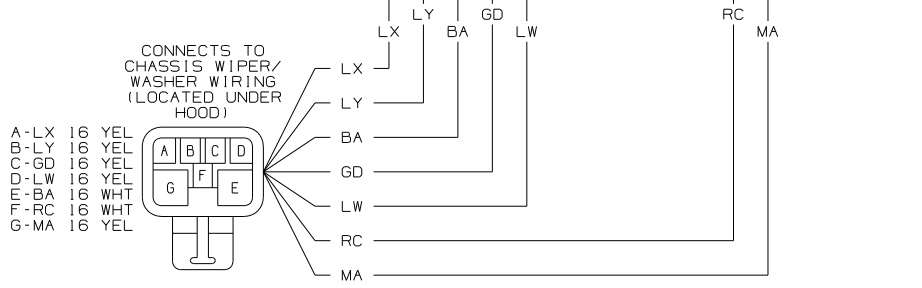 LY
GD
RC
LX
BA
LW
MA
CONNECTS TO
CHASSIS WIPER/
WASHER WIRING
(LOCATED UNDER
HOOD)
LX
LY
BA
GD
LW
RC
MA
A-LX 16 YEL
B-LY 16 YEL
C-GD 16 YEL
D-LW 16 YEL
E-BA 16 WHT
F-RC 16 WHT
G-MA 16 YEL
A B C D
F
G E